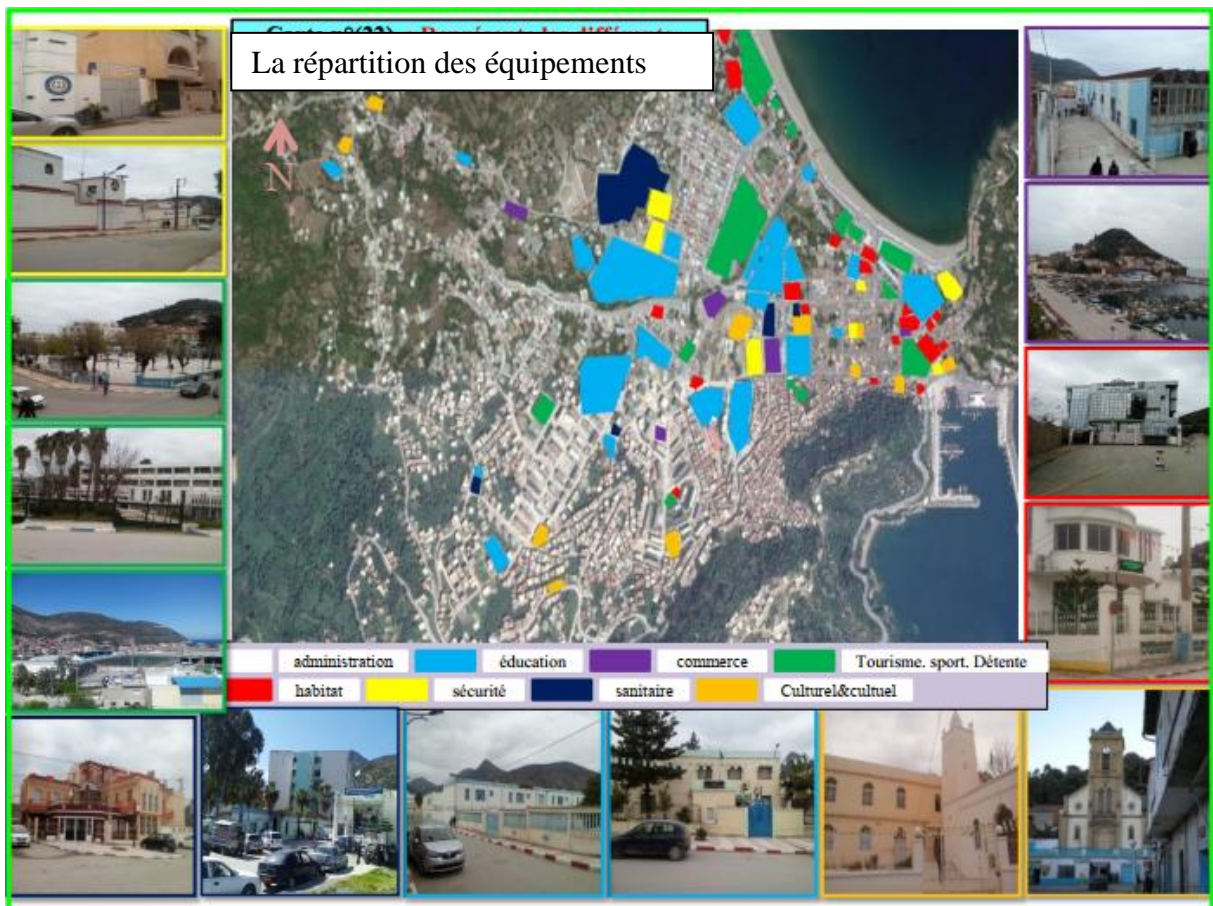 La répartition des équipements
N
administration éducation commerce Tourisme. sport. Détente
habitat sécurité sanitaire Culturel&cultuel